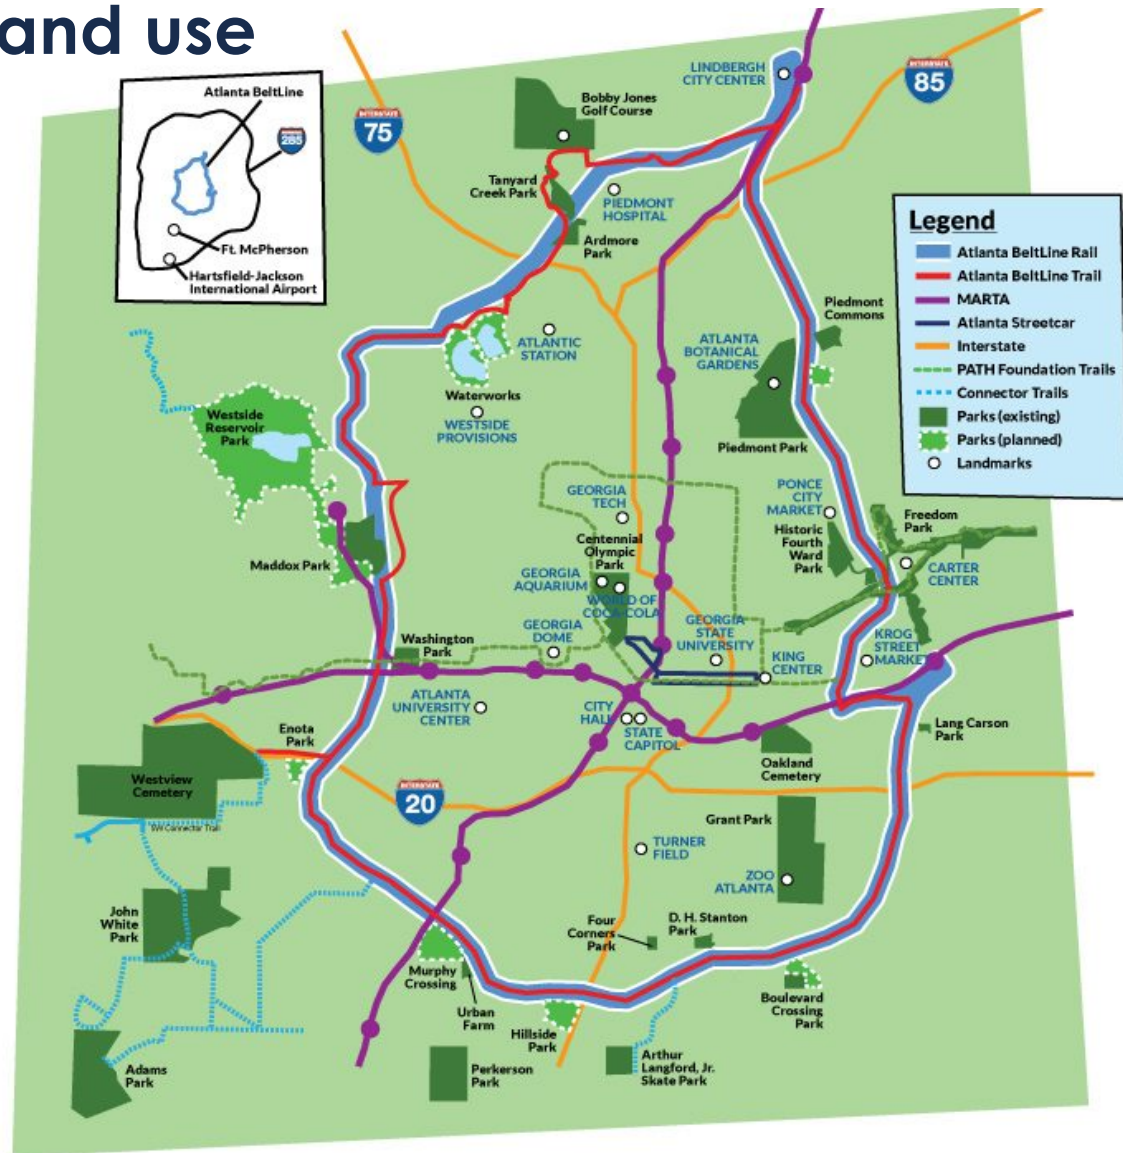 and use
Atlanta BeltLine
INTERSTATE
285
Ft. McPherson
Hartsfield-Jackson
International Airport
INTERSTATE
75
Bobby Jones
Golf Course
LINDBERGH
CITY CENTER
INTERSTATE
85
Tanyard
Creek Park
PIEDMONT
HOSPITAL
Ardmore
Park
Legend
Atlanta BeltLine Rail
Atlanta BeltLine Trail
MARTA
Atlanta Streetcar
Interstate
PATH Foundation Trails
Connector Trails
Parks (existing)
Parks (planned)
Landmarks
Piedmont
Commons
ATLANTIC
STATION
ATLANTA
BOTANICAL
GARDENS
Waterworks
WESTSIDE
PROVISIONS
Westside
Reservoir
Park
Piedmont Park
GEORGIA
TECH
PONCE
CITY
MARKET
Historic
Fourth
Ward
Park
Freedom
Park
CARTER
CENTER
Centennial
Olympic
Park
Maddox Park
GEORGIA
AQUARIUM
WORLD OF
COCA-COLA
GEORGIA
DOME
GEORGIA
STATE
UNIVERSITY
KROG
STREET
MARKET
Washington
Park
KING
CENTER
ATLANTA
UNIVERSITY
CENTER
CITY
HALL
STATE
CAPITOL
Lang Carson
Park
Enota
Park
Oakland
Cemetery
Westview
Cemetery
INTERSTATE
20
SW Connector Trail
Grant Park
TURNER
FIELD
ZOO
ATLANTA
John
White
Park
Four
Corners
Park
D. H. Stanton
Park
Murphy
Crossing
Urban
Farm
Hillside
Park
Boulevard
Crossing
Park
Adams
Park
Perkerson
Park
Arthur
Langford, Jr.
Skate Park